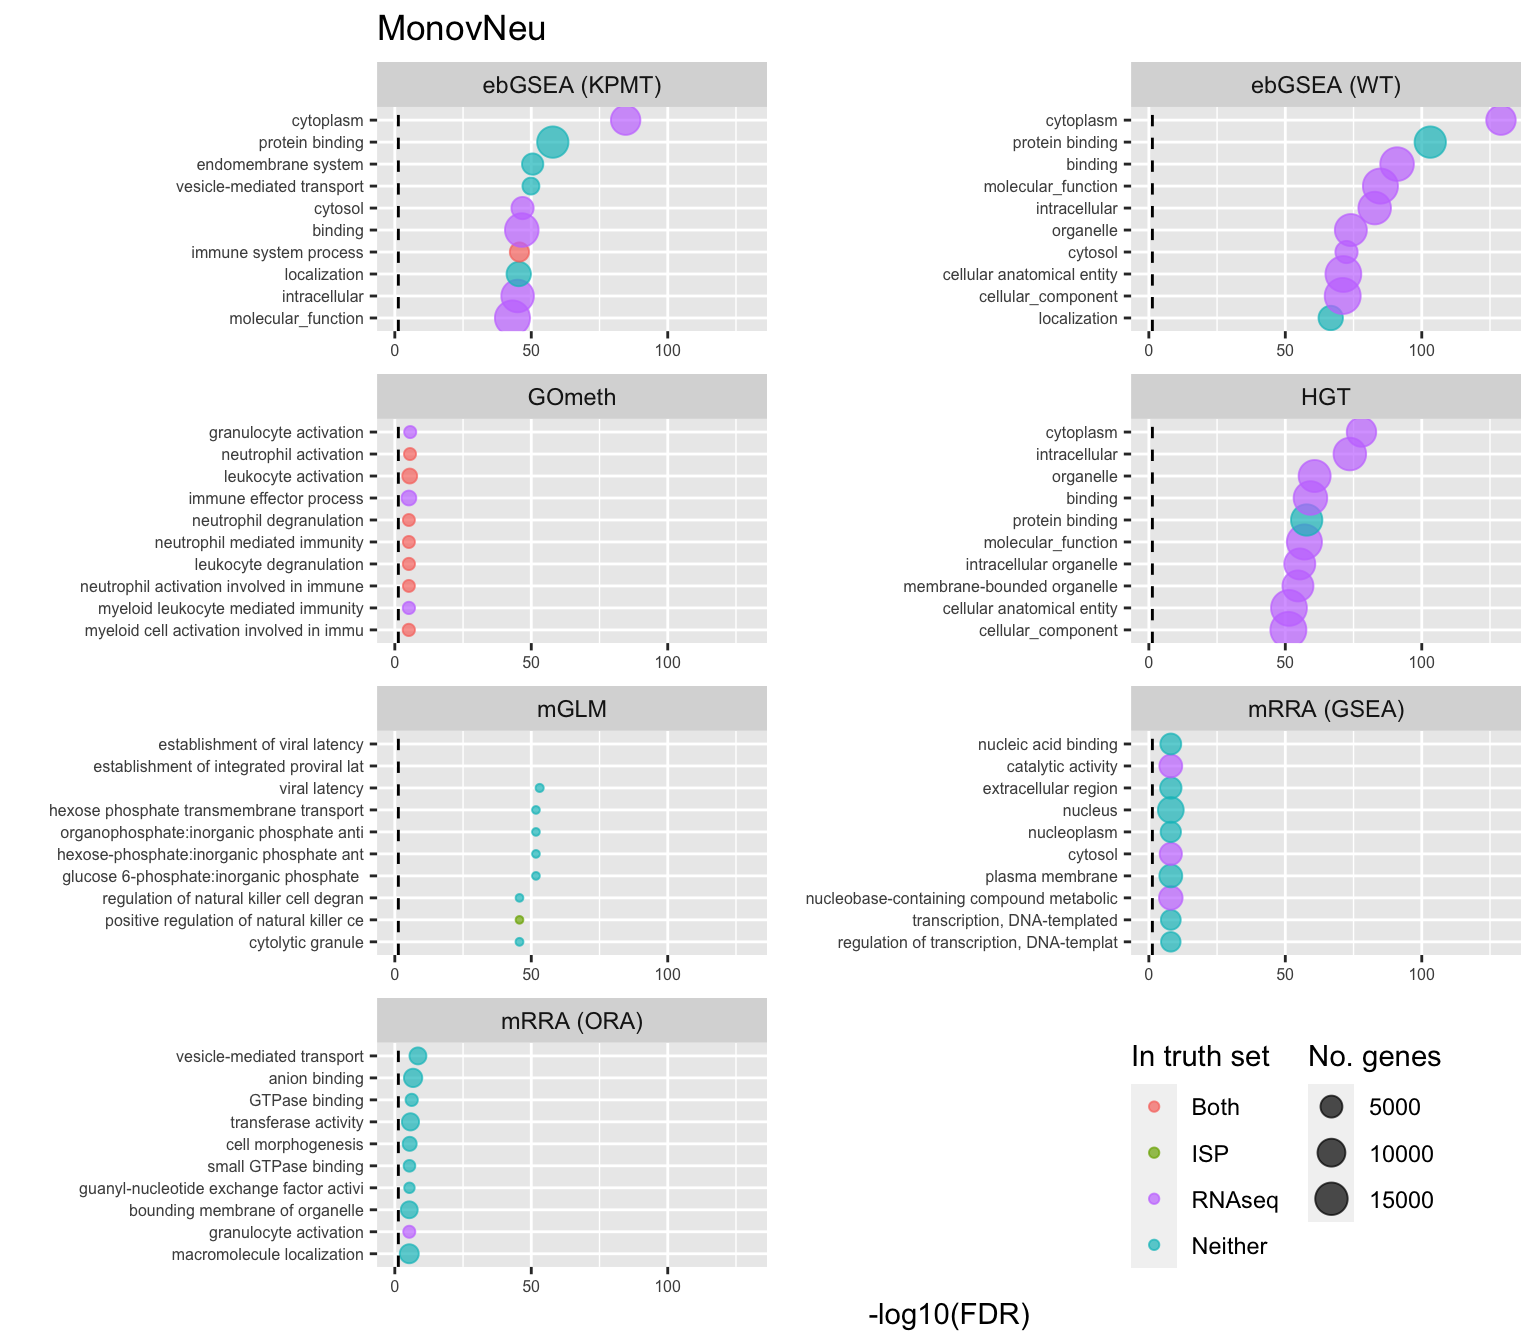 MonovNeu
ebGSEA (KPMT)
cytoplasm
protein binding
endomembrane system
vesicle-mediated transport
cytosol
binding
immune system process
localization
intracellular
molecular_function
0 50 100
ebGSEA (WT)
cytoplasm
protein binding
binding
molecular_function
intracellular
organelle
cytosol
cellular anatomical entity
cellular_component
localization
0 50 100
GOmeth
granulocyte activation
neutrophil activation
leukocyte activation
immune effector process
neutrophil degranulation
neutrophil mediated immunity
leukocyte degranulation
neutrophil activation involved in immune
myeloid leukocyte mediated immunity
myeloid cell activation involved in immu
0 50 100
HGT
cytoplasm
intracellular
organelle
binding
protein binding
molecular_function
intracellular organelle
membrane-bounded organelle
cellular anatomical entity
cellular_component
0 50 100
mGLM
establishment of viral latency
establishment of integrated proviral lat
viral latency
hexose phosphate transmembrane transport
organophosphate:inorganic phosphate anti
hexose-phosphate:inorganic phosphate ant
glucose 6-phosphate:inorganic phosphate
regulation of natural killer cell degran
positive regulation of natural killer ce
cytolytic granule
0 50 100
mRRA (GSEA)
nucleic acid binding
catalytic activity
extracellular region
nucleus
nucleoplasm
cytosol
plasma membrane
nucleobase-containing compound metabolic
transcription, DNA-templated
regulation of transcription, DNA-templat
0 50 100
mRRA (ORA)
vesicle-mediated transport
anion binding
GTPase binding
transferase activity
cell morphogenesis
small GTPase binding
guanyl-nucleotide exchange factor activi
bounding membrane of organelle
granulocyte activation
macromolecule localization
0 50 100
In truth set
Both
ISP
RNAseq
Neither
No. genes
5000
10000
15000
-log10(FDR)